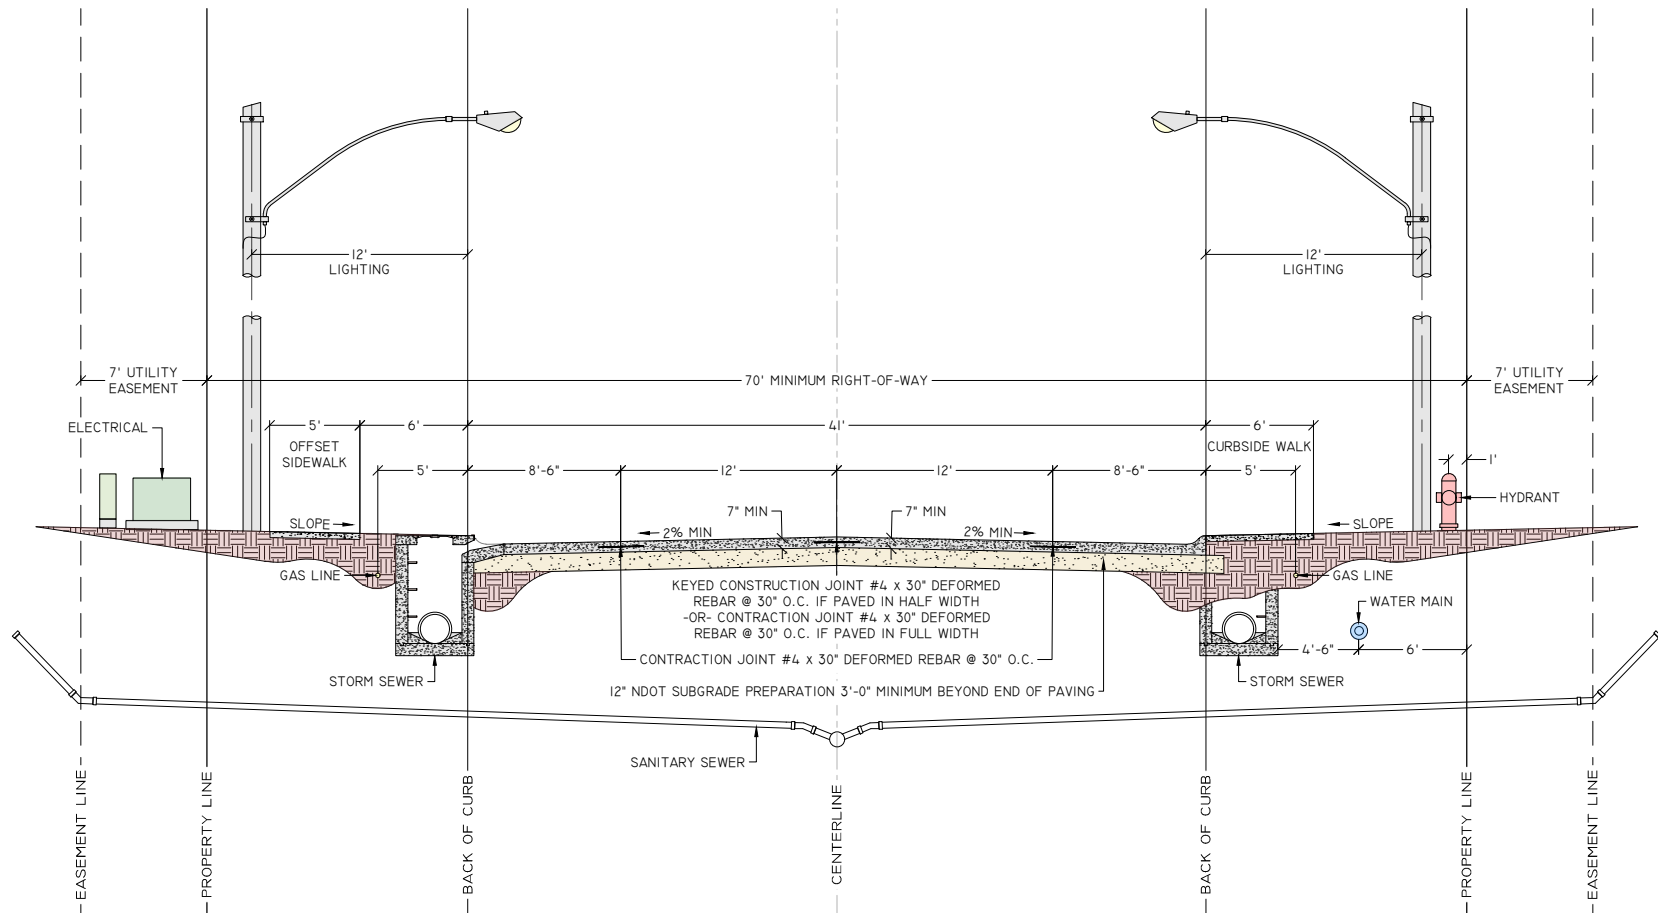 12'
LIGHTING
12'
LIGHTING
7' UTILITY
EASEMENT
70' MINIMUM RIGHT-OF-WAY
7' UTILITY
EASEMENT
ELECTRICAL
5'
6'
41'
6'
OFFSET
SIDEWALK
CURBSIDE WALK
5'
8'-6"
12'
12'
8'-6"
5'
1'
HYDRANT
SLOPE
7" MIN
7" MIN
SLOPE
2% MIN
2% MIN
GAS LINE
GAS LINE
KEYED CONSTRUCTION JOINT #4 x 30" DEFORMED
REBAR @ 30" O.C. IF PAVED IN HALF WIDTH
-OR- CONTRACTION JOINT #4 x 30" DEFORMED
REBAR @ 30" O.C. IF PAVED IN FULL WIDTH
WATER MAIN
4'-6"
6'
CONTRACTION JOINT #4 x 30" DEFORMED REBAR @ 30" O.C.
STORM SEWER
STORM SEWER
12" NDOT SUBGRADE PREPARATION 3'-0" MINIMUM BEYOND END OF PAVING
SANITARY SEWER
EASEMENT LINE
PROPERTY LINE
BACK OF CURB
CENTERLINE
BACK OF CURB
PROPERTY LINE
EASEMENT LINE